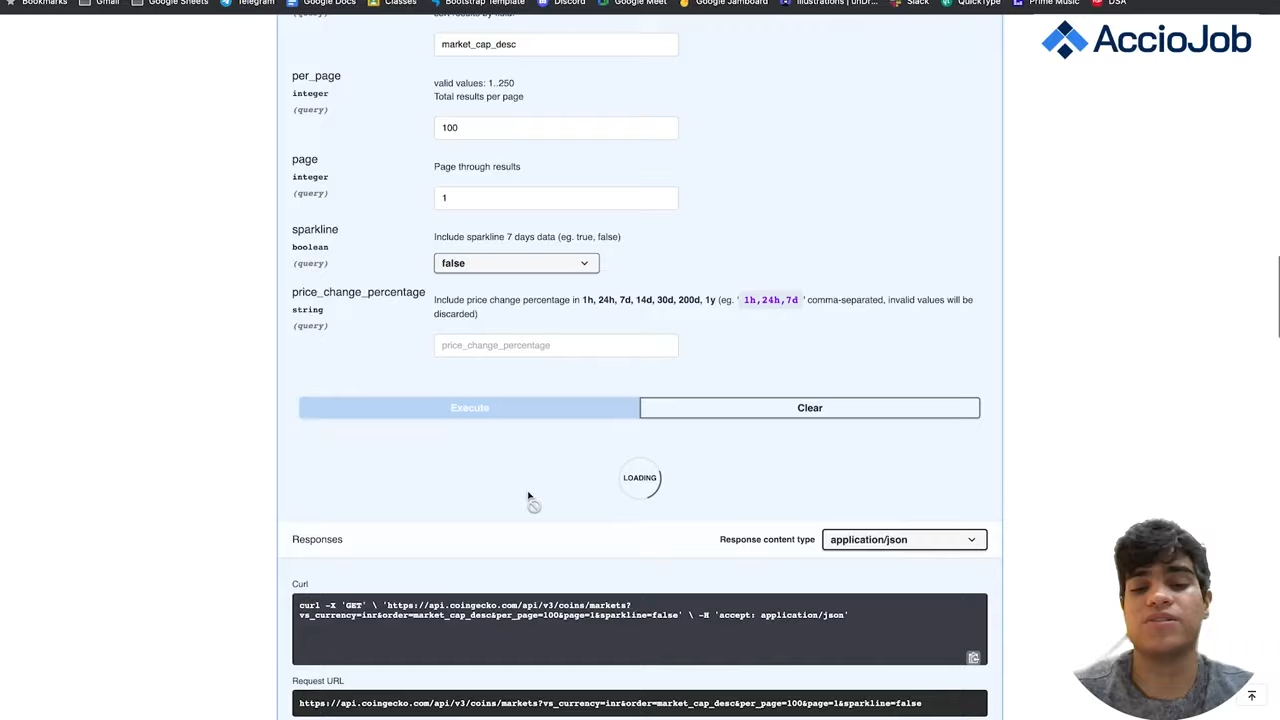 Bookmarks Gmail Google Sheets Telegram Google Docs Classes Bootstrap Template Discord Google Meet Google Jamboard Illustrations | unDr... Slack QuickType Prime Music DSA
AccioJob
market_cap_desc
per_page
integer
(query)
valid values: 1..250
Total results per page
100
page
integer
(query)
Page through results
1
sparkline
boolean
(query)
Include sparkline 7 days data (eg. true, false)
false
price_change_percentage
string
(query)
Include price change percentage in 1h, 24h, 7d, 14d, 30d, 200d, 1y (eg. '1h,24h,7d' comma-separated, invalid values will be
discarded)
price_change_percentage
Execute
Clear
LOADING
Responses
Response content type
application/json
Curl
curl -X 'GET' \ 'https://api.coingecko.com/api/v3/coins/markets?
vs_currency=inr&order=market_cap_desc&per_page=100&page=1&sparkline=false' \ -H 'accept: application/json'
Request URL
https://api.coingecko.com/api/v3/coins/markets?vs_currency=inr&order=market_cap_desc&per_page=100&page=1&sparkline=false